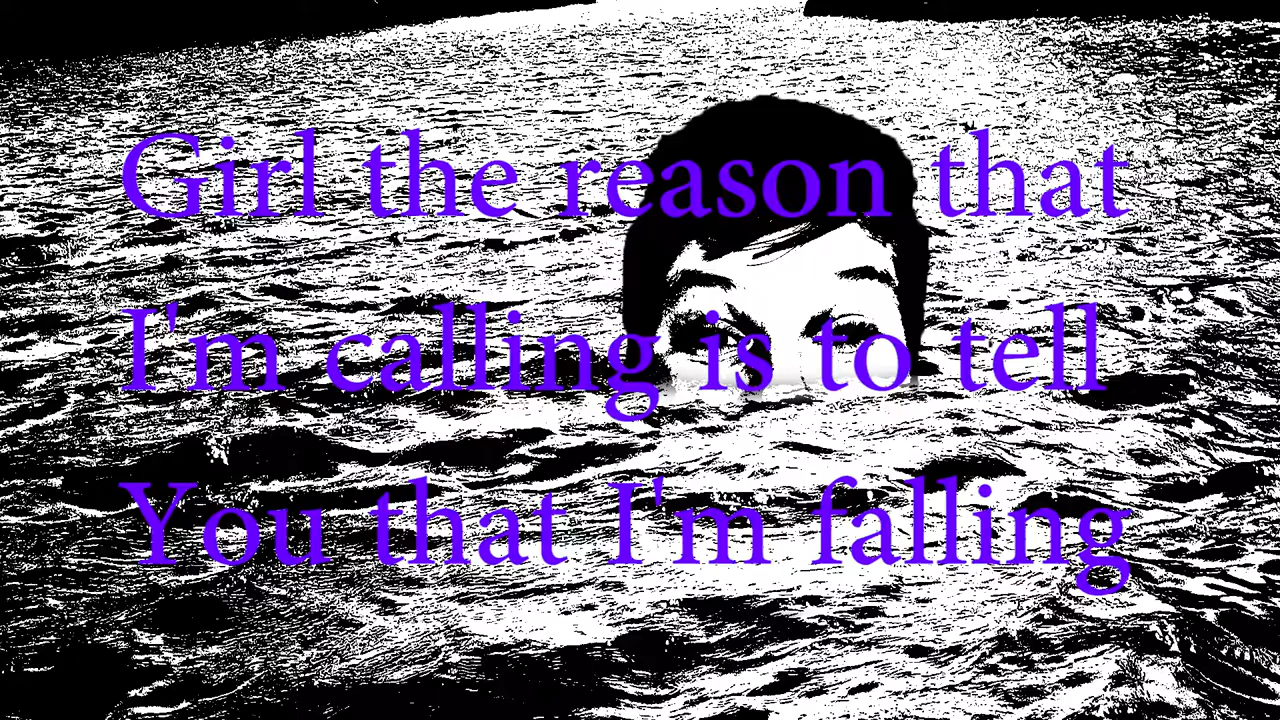 Girl the reason that
I'm calling is to tell
You that I'm falling